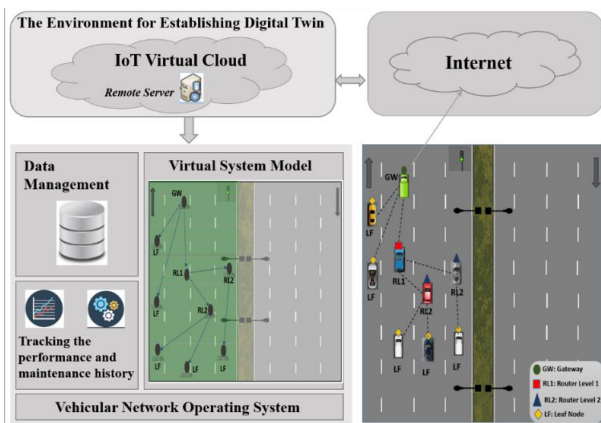 The Environment for Establishing Digital Twin
IoT Virtual Cloud
Remote Server
Internet
Data
Management
Virtual System Model
GW
LF
RL1
RL2
LF
RL2
LF
LF
LF
Tracking the
performance and
maintenance history
Vehicular Network Operating System
GW
LF
LF
RL1
RL2
RL2
LF
LF
LF
GW: Gateway
RL1: Router Level 1
RL2: Router Level 2
LF: Leaf Node